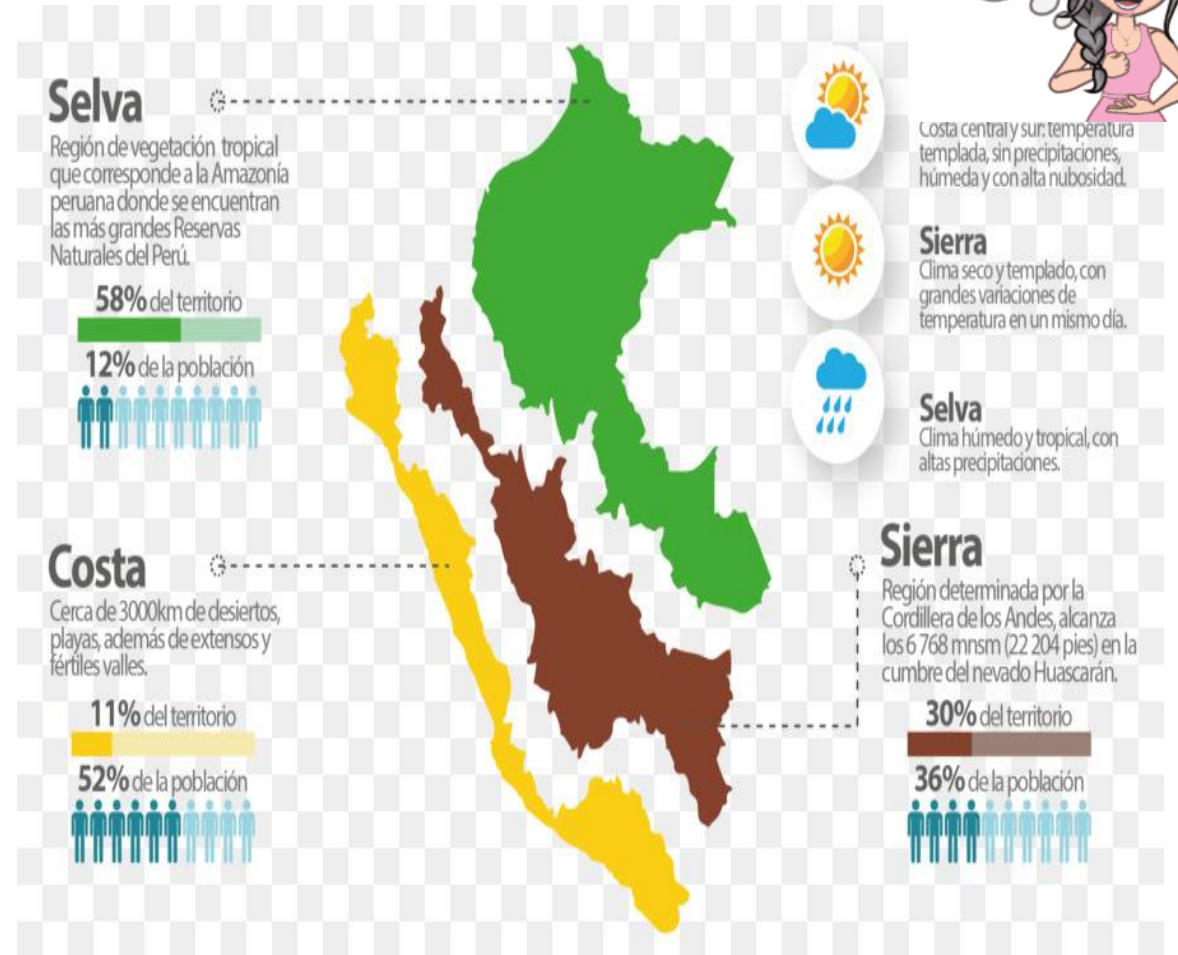 Selva
Región de vegetación tropical
que corresponde a la Amazonía
peruana donde se encuentran
las más grandes Reservas
Naturales del Perú.
58% del territorio
12% de la población
Costa
Cerca de 3000km de desiertos,
playas, además de extensos y
fértiles valles.
11% del territorio
52% de la población
Costa central y sur: temperatura
templada, sin precipitaciones,
húmeda y con alta nubosidad.
Sierra
Clima seco y templado, con
grandes variaciones de
temperatura en un mismo día.
Selva
Clima húmedo y tropical, con
altas precipitaciones.
Sierra
Región determinada por la
Cordillera de los Andes, alcanza
los 6 768 mnsm (22 204 pies) en la
cumbre del nevado Huascarán.
30% del territorio
36% de la población